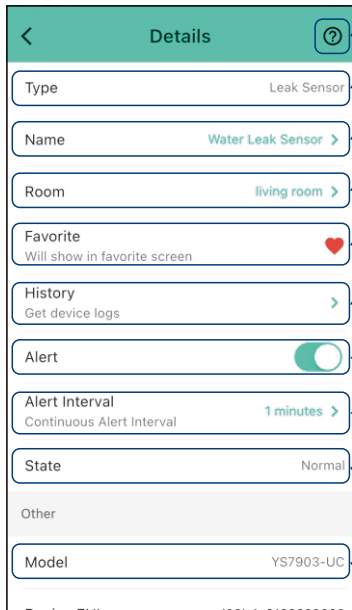 Details
Type Leak Sensor
Name Water Leak Sensor
Room living room
Favorite
Will show in favorite screen
History
Get device logs
Alert
Alert Interval
1 minutes
Continuous Alert Interval
State Normal
Other
Model YS7903-UC